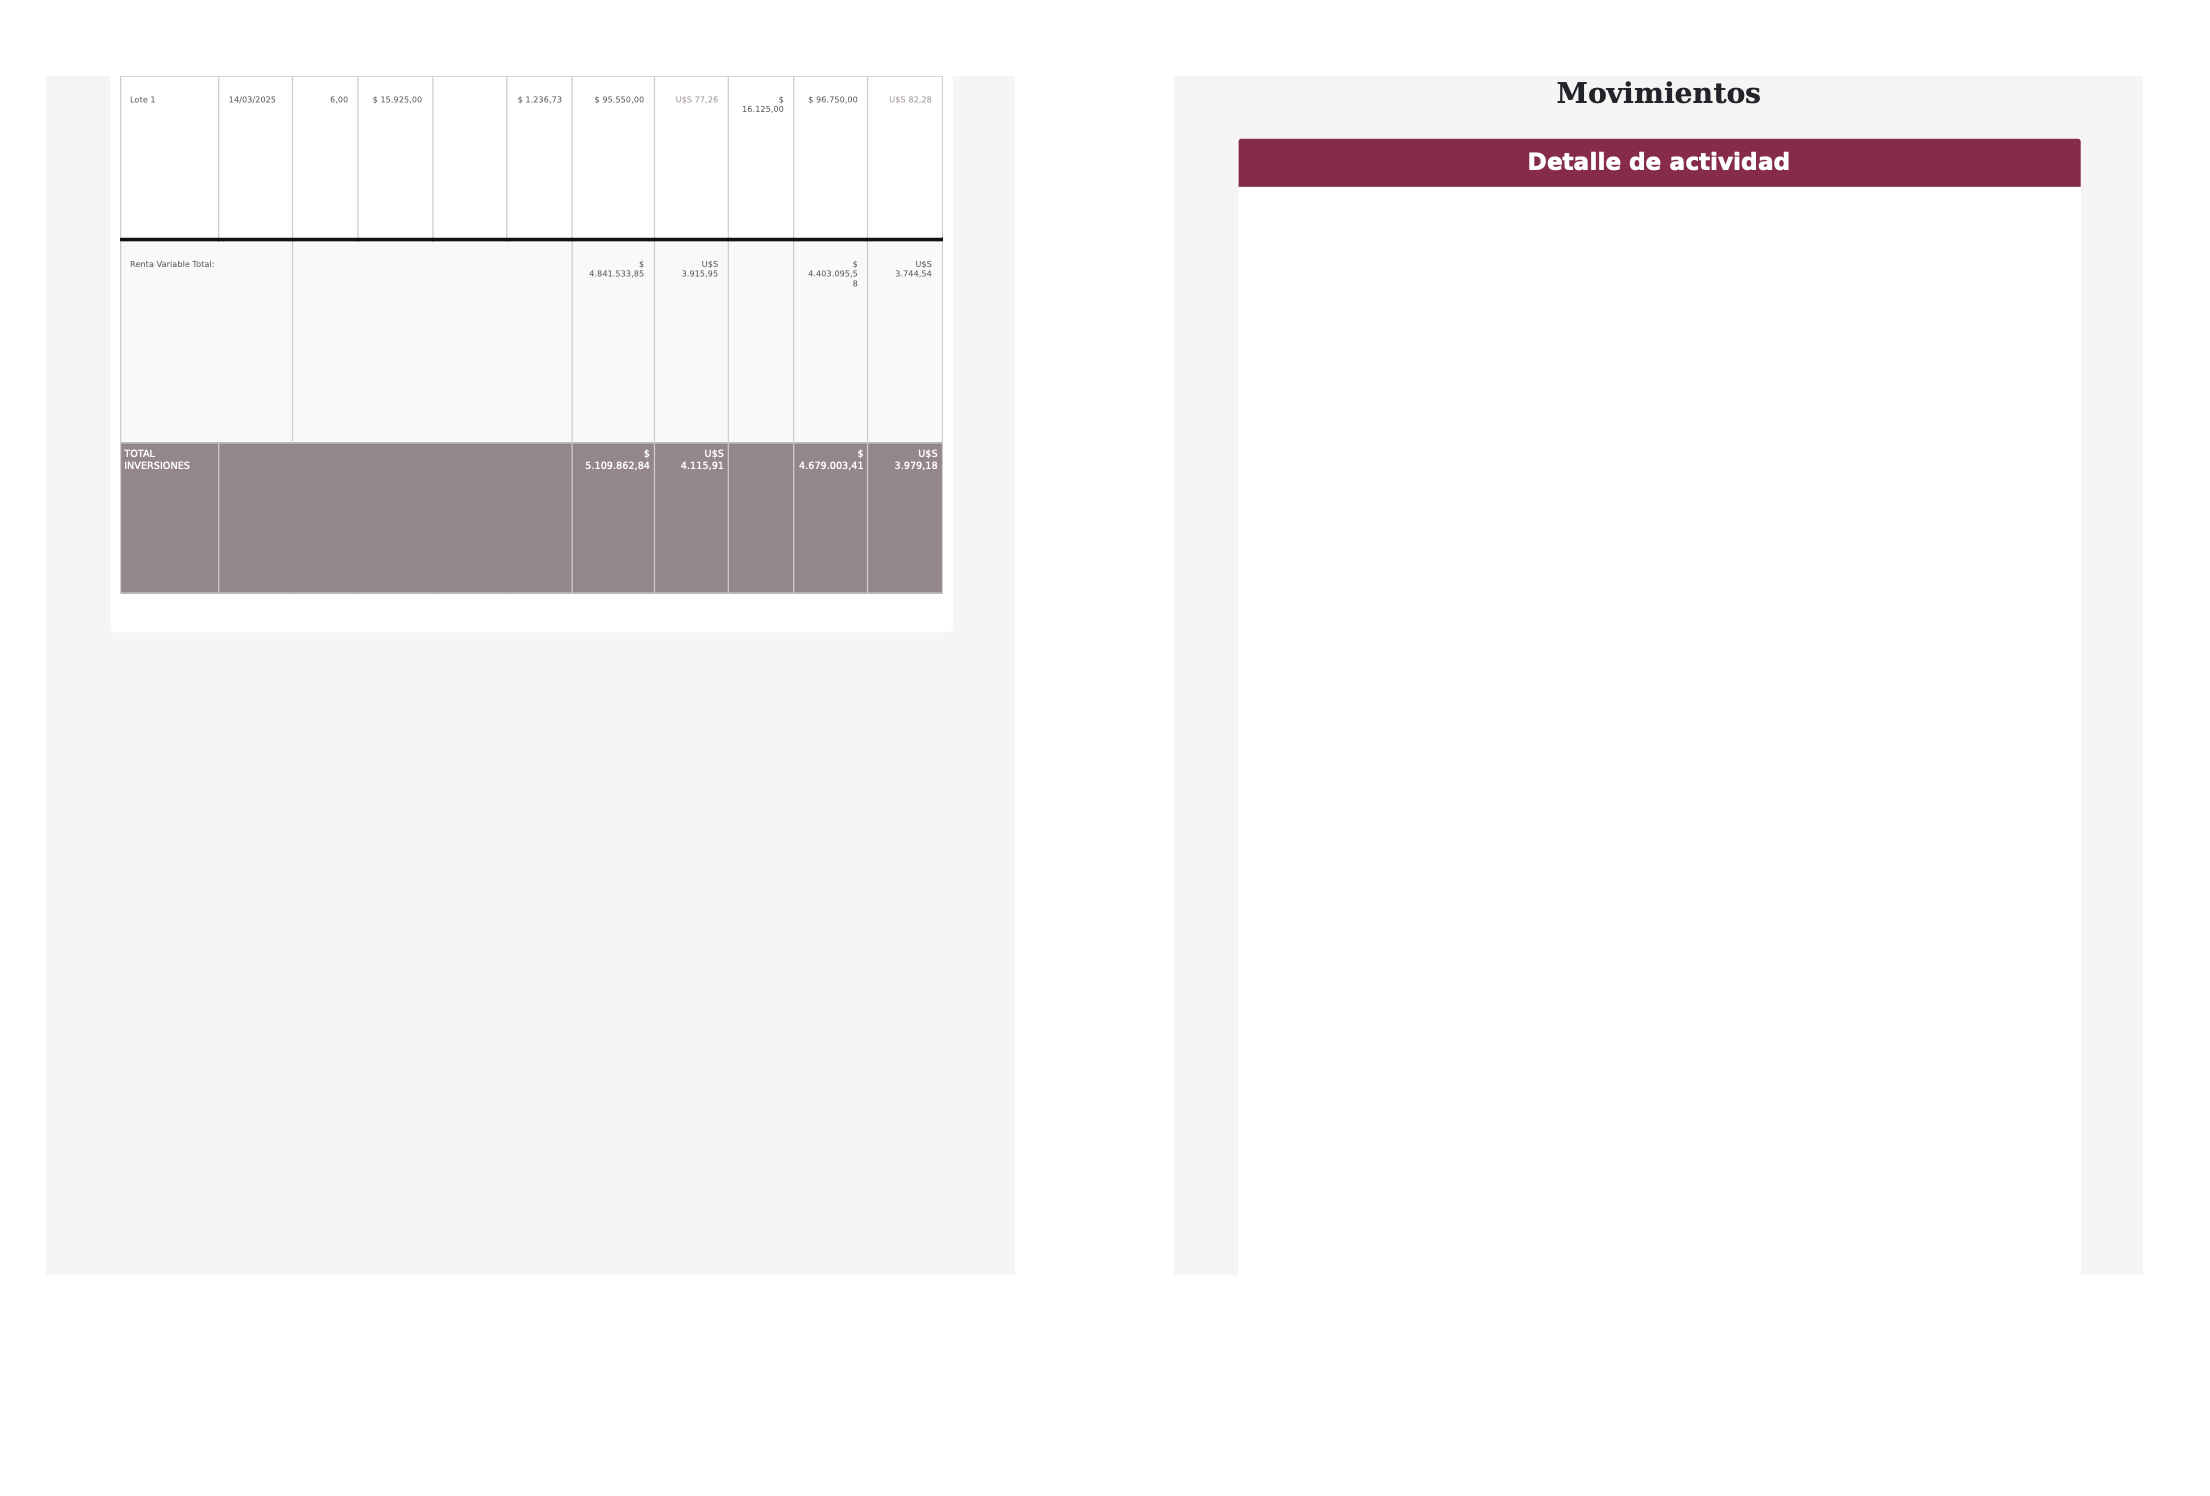 Lote 1 14/03/2025 6,00 $ 15.925,00 $ 1.236,73 $ 95.550,00 U$S 77,26 $ 16.125,00 $ 96.750,00 U$S 82,28
Renta Variable Total: $ 4.841.533,85 U$S 3.915,95 $ 4.403.095,58 U$S 3.744,54
TOTAL INVERSIONES $ 5.109.862,84 U$S 4.115,91 $ 4.679.003,41 U$S 3.979,18
Movimientos
Detalle de actividad